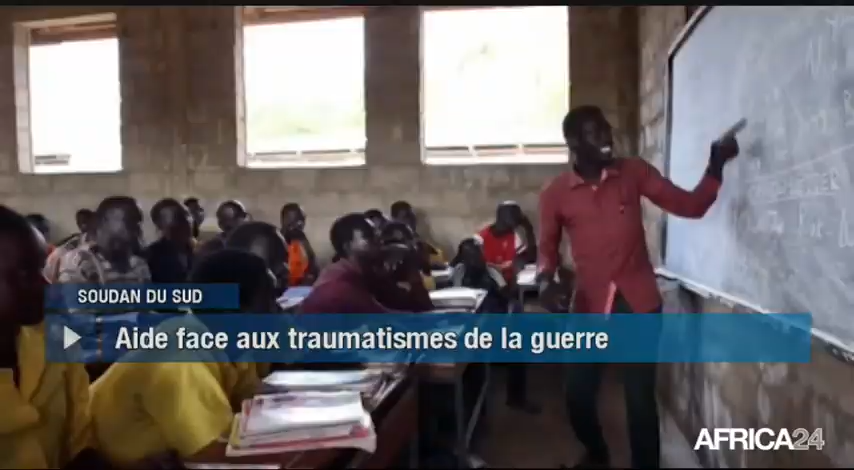 SOUDAN DU SUD
Aide face aux traumatismes de la guerre
AFRICA24